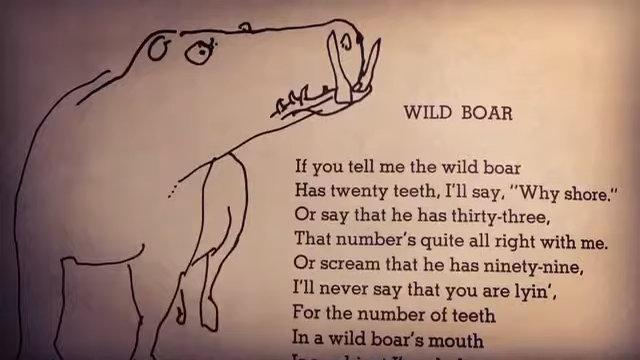 WILD BOAR
If you tell me the wild boar
Has twenty teeth, I'll say, "Why shore."
Or say that he has thirty-three,
That number's quite all right with me.
Or scream that he has ninety-nine,
I'll never say that you are lyin',
For the number of teeth
In a wild boar's mouth